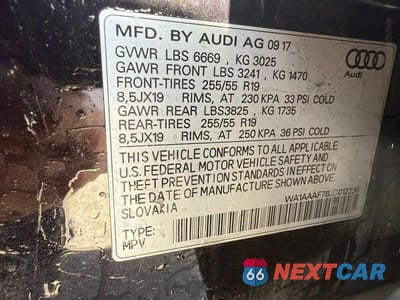 MFD. BY AUDI AG 09 17
GVWR LBS 6669 , KG 3025
GAWR FRONT LBS 3241 , KG 1470
FRONT-TIRES 255/55 R19
8,5JX19 RIMS, AT 230 KPA 33 PSI COLD
GAWR REAR LBS3825 , KG 1735
REAR-TIRES 255/55 R19
8,5JX19 RIMS, AT 250 KPA 36 PSI COLD
Audi
THIS VEHICLE CONFORMS TO ALL APPLICABLE
U.S. FEDERAL MOTOR VEHICLE SAFETY AND
THEFT PREVENTION STANDARDS IN EFFECT ON
THE DATE OF MANUFACTURE SHOWN ABOVE
SLOVAKIA
WA1AAAF78JD012235
TYPE:
MPV
66 NEXTCAR